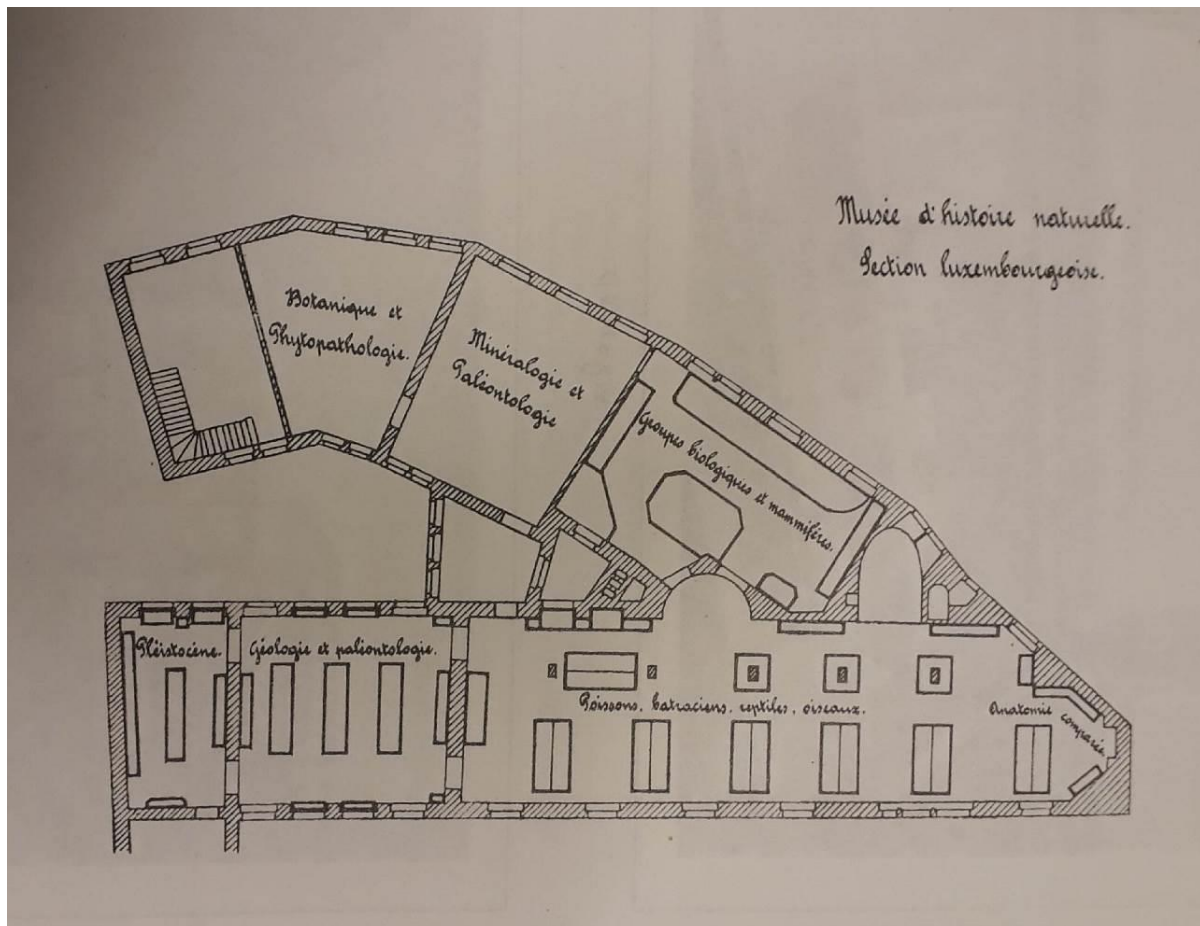 Musée d'histoire naturelle.
Section luxembourgeoise.
Botanique et
Phytopathologie.
Minéralogie et
Paléontologie
Groupes biologiques et mammifères.
Pléistocène.
Géologie et paléontologie.
Poissons, batraciens, reptiles, oiseaux.
Anatomie comparée.